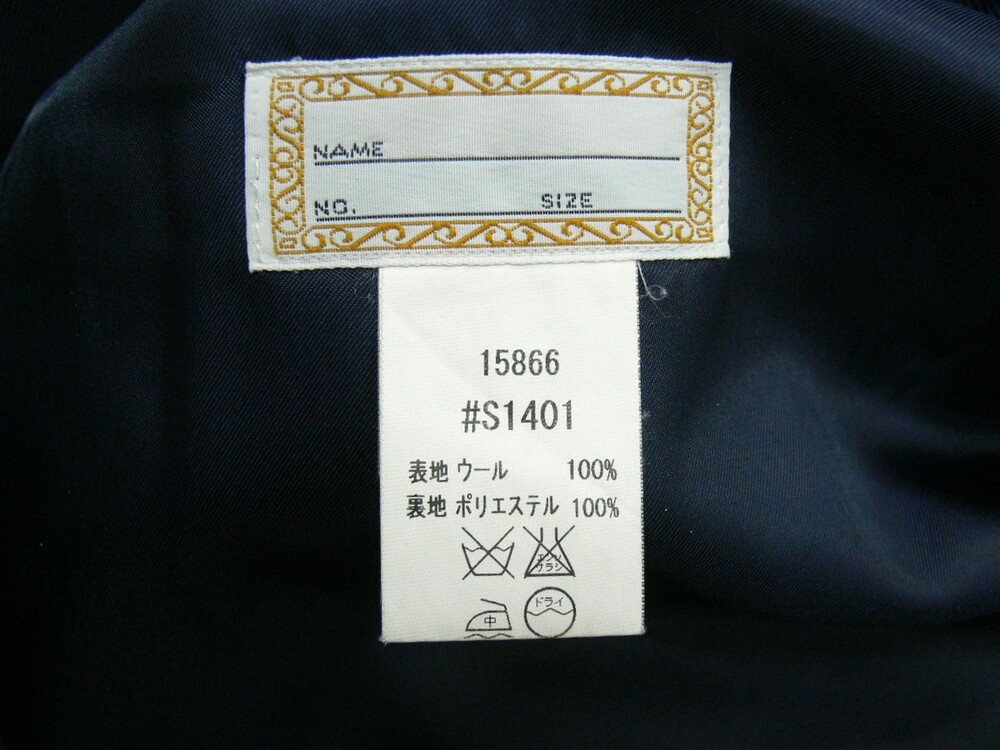 NAME
NO. SIZE
15866
#S1401
表地 ウール 100%
裏地 ポリエステル 100%
エンソ
サラシ
中
ドライ